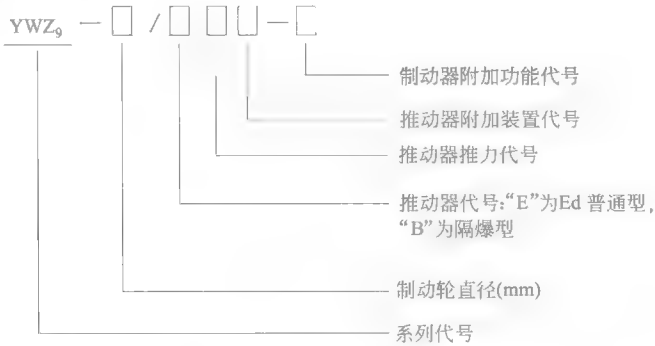 YWZ₉ — □ / □ □ □ — □
制动器附加功能代号
推动器附加装置代号
推动器推力代号
推动器代号:“E”为Ed 普通型,
“B”为隔爆型
制动轮直径(mm)
系列代号